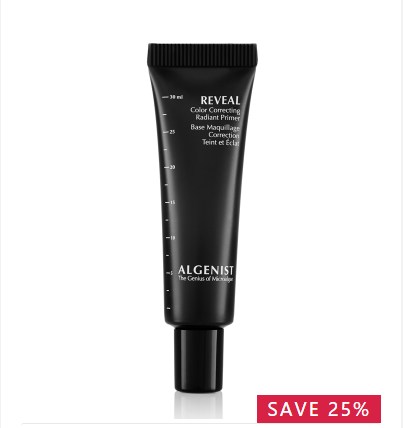 30 ml
REVEAL
Color Correcting
Radiant Primer
Base Maquillage
Correction
Teint et Éclat
25
20
15
10
5
ALGENIST
The Genius of Microalgae
SAVE 25%